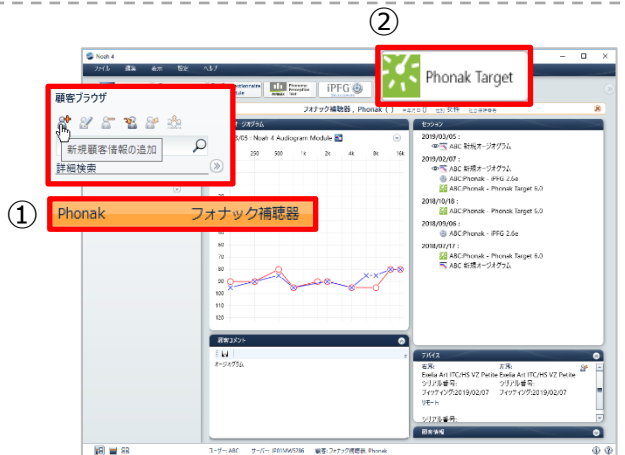 ②
Noah 4
ファイル 編集 表示 設定 ヘルプ
Phonak Target
iPFG
顧客ブラウザ
新規顧客情報の追加
詳細検索
フォナック補聴器 , Phonak ( )
女性
オージオグラム
セッション
03/05 : Noah 4 Audiogram Module
250 500 1k 2k 4k 8k 16k
2019/03/05 :
ABC 新規オージオグラム
2019/02/07 :
ABC 新規オージオグラム
ABC:Phonak - iPFG 2.6e
ABC:Phonak - Phonak Target 6.0
2018/10/18 :
ABC:Phonak - Phonak Target 6.0
2018/09/06 :
ABC:Phonak - iPFG 2.6e
2018/07/17 :
ABC:Phonak - Phonak Target 6.0
ABC 新規オージオグラム
① Phonak フォナック補聴器
60
70
80
90
100
110
120
顧客コメント
オージオグラム
デバイス
右耳: 左耳:
Exelia Art ITC/HS VZ Petite Exelia Art ITC/HS VZ Petite
シリアル番号: シリアル番号:
フィッティング:2019/02/07 フィッティング:2019/02/07
リモート
シリアル番号:
顧客情報
ユーザー: ABC サーバー: JP01MW5286 顧客: フォナック補聴器, Phonak